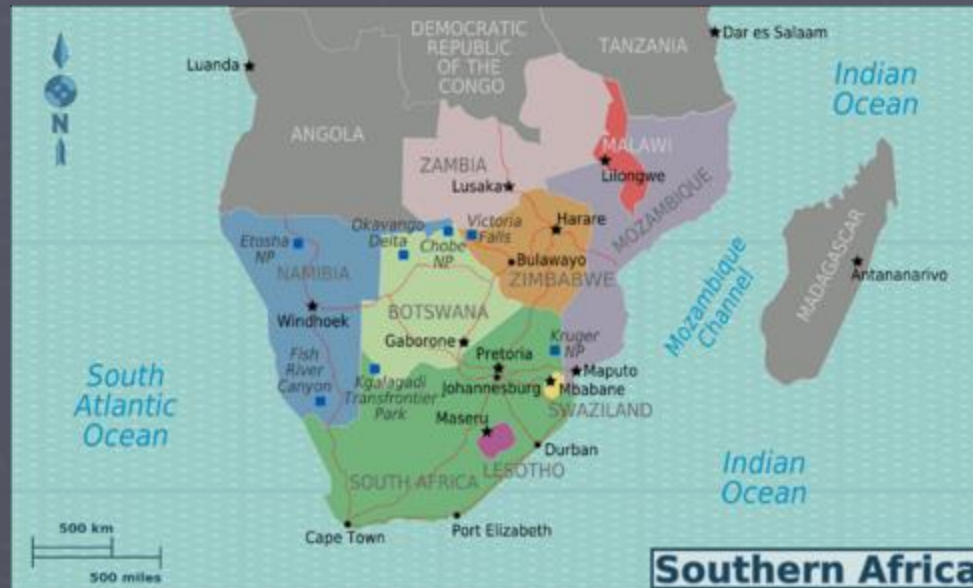 DEMOCRATIC
REPUBLIC
OF THE
CONGO
TANZANIA
Dar es Salaam
Luanda
Indian
Ocean
N
ANGOLA
MALAWI
ZAMBIA
Lilongwe
Lusaka
MOZAMBIQUE
Okavango
Delta
Victoria
Falls
Harare
Etosha
NP
Chobe
NP
Bulawayo
NAMIBIA
ZIMBABWE
MADAGASCAR
Antananarivo
Mozambique
Channel
BOTSWANA
Windhoek
Gaborone
Kruger
NP
Pretoria
Fish
River
Canyon
Maputo
Kgalagadi
Transfrontier
Park
Johannesburg
Mbabane
South
Atlantic
Ocean
SWAZILAND
Maseru
Durban
LESOTHO
Indian
Ocean
SOUTH AFRICA
500 km
Cape Town
Port Elizabeth
500 miles
Southern Africa